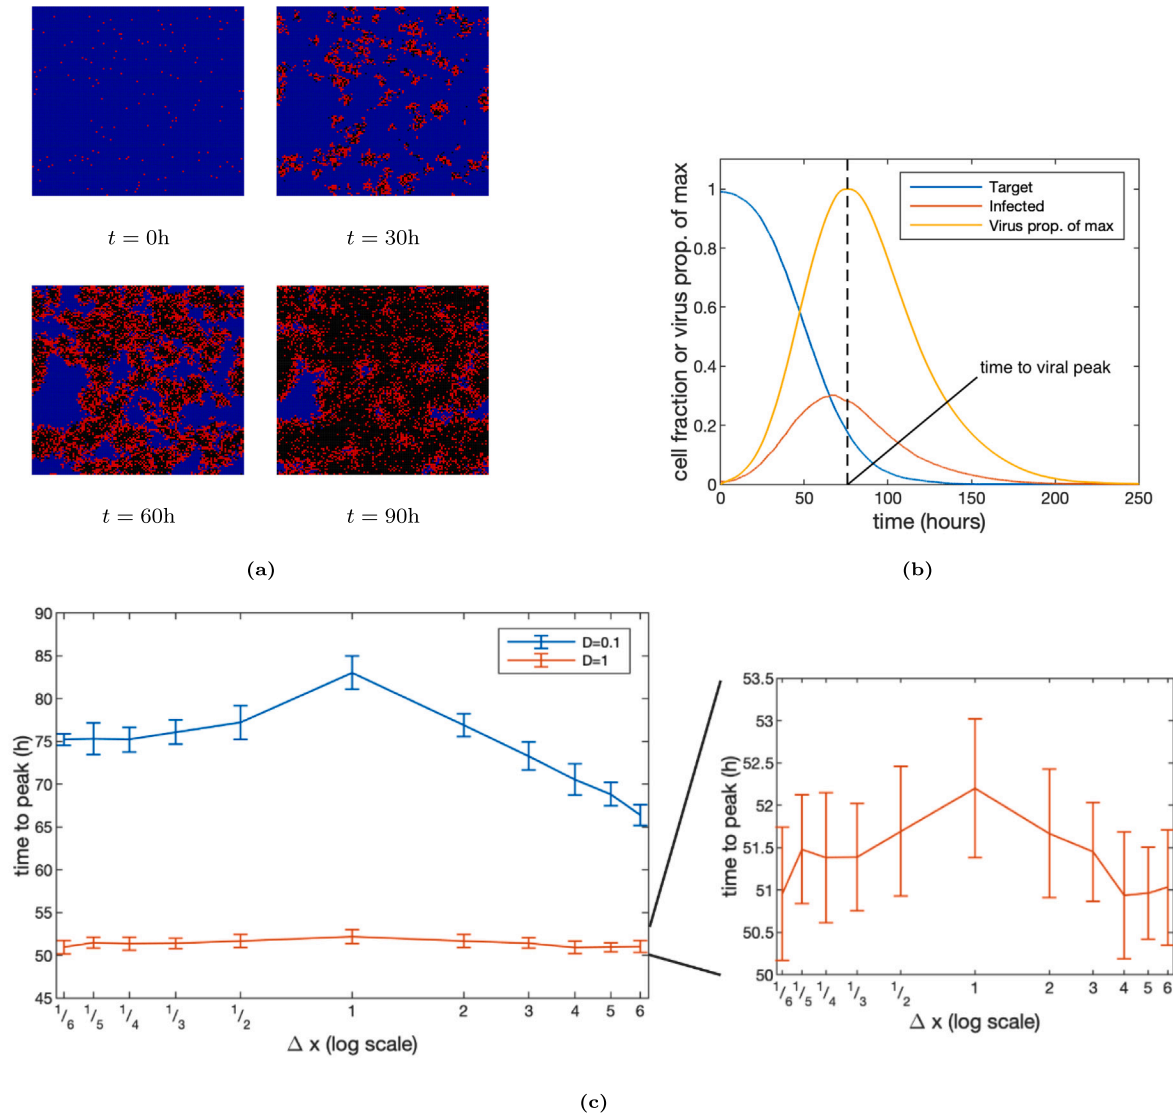 t = 0h
t = 30h
t = 60h
t = 90h
(a)
cell fraction or virus prop. of max
1
0.8
0.6
0.4
0.2
0
0
50
100
150
200
250
time (hours)
Target
Infected
Virus prop. of max
time to viral peak
(b)
time to peak (h)
90
85
80
75
70
65
60
55
50
45
1/6
1/5
1/4
1/3
1/2
1
2
3
4
5
6
Δ x (log scale)
D=0.1
D=1
time to peak (h)
53.5
53
52.5
52
51.5
51
50.5
50
1/6
1/5
1/4
1/3
1/2
1
2
3
4
5
6
Δ x (log scale)
(c)